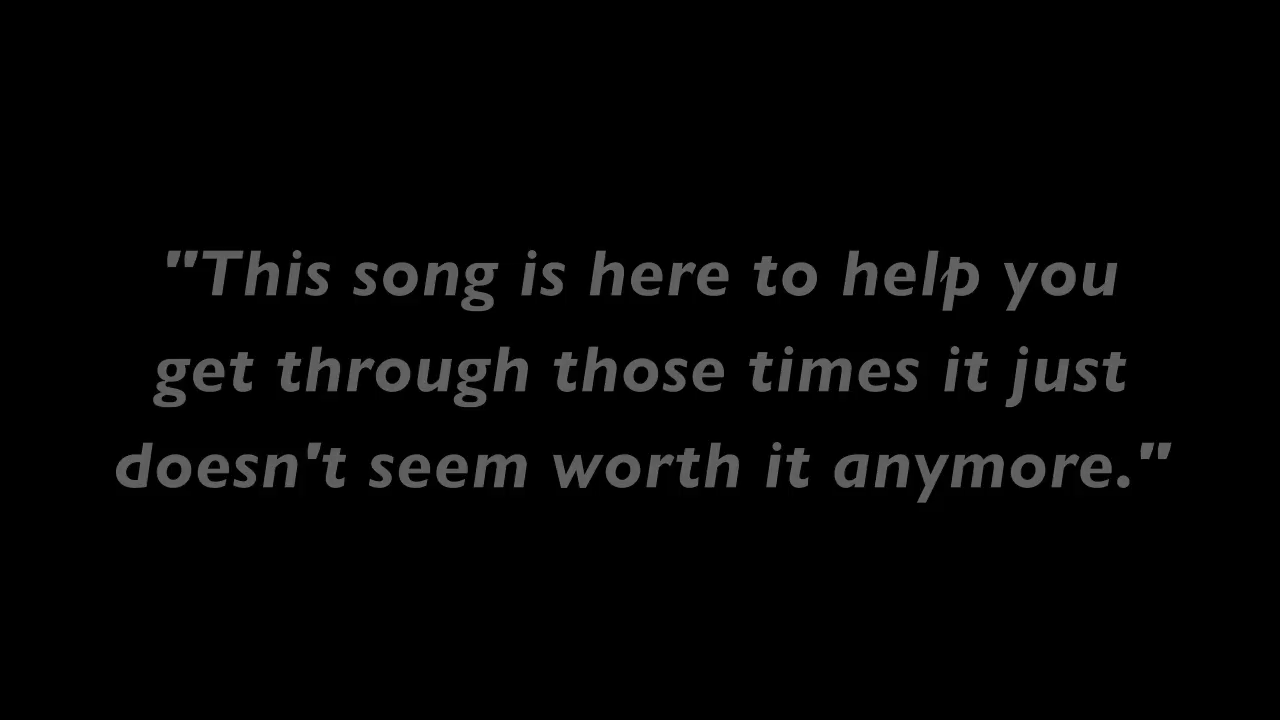 "This song is here to help you
get through those times it just
doesn't seem worth it anymore."